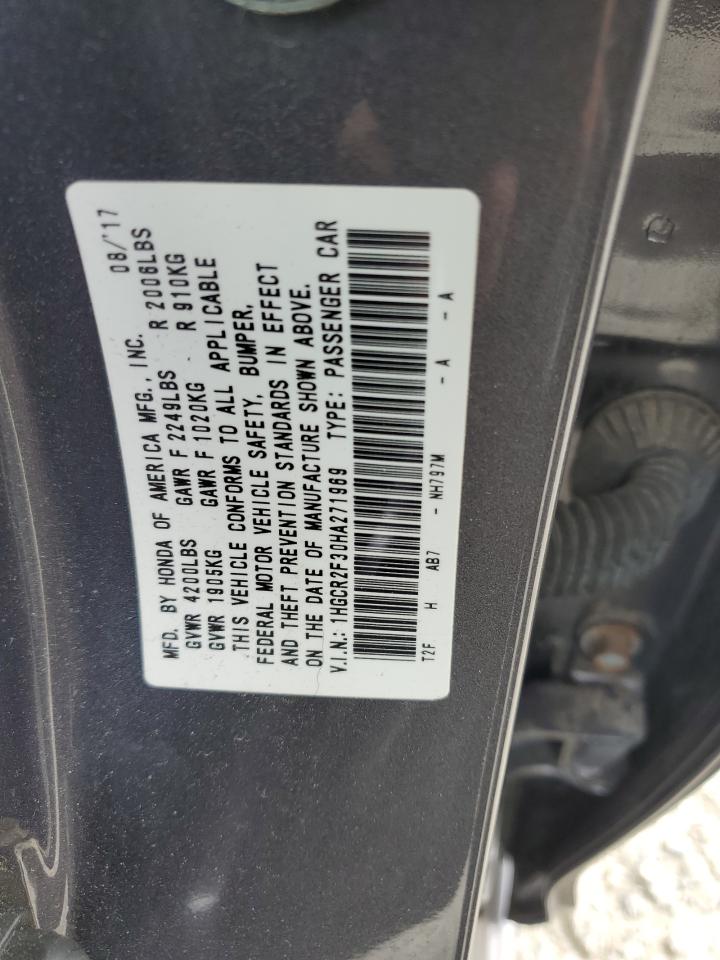 MFD. BY HONDA OF AMERICA MFG., INC. 08/'17
GVWR 4200LBS GAWR F 2249LBS R 2006LBS
GVWR 1905KG GAWR F 1020KG R 910KG
THIS VEHICLE CONFORMS TO ALL APPLICABLE
FEDERAL MOTOR VEHICLE SAFETY, BUMPER,
AND THEFT PREVENTION STANDARDS IN EFFECT
ON THE DATE OF MANUFACTURE SHOWN ABOVE.
V.I.N.: 1HGCR2F30HA271969 TYPE: PASSENGER CAR
T2F H AB7 - NH797M - A - A